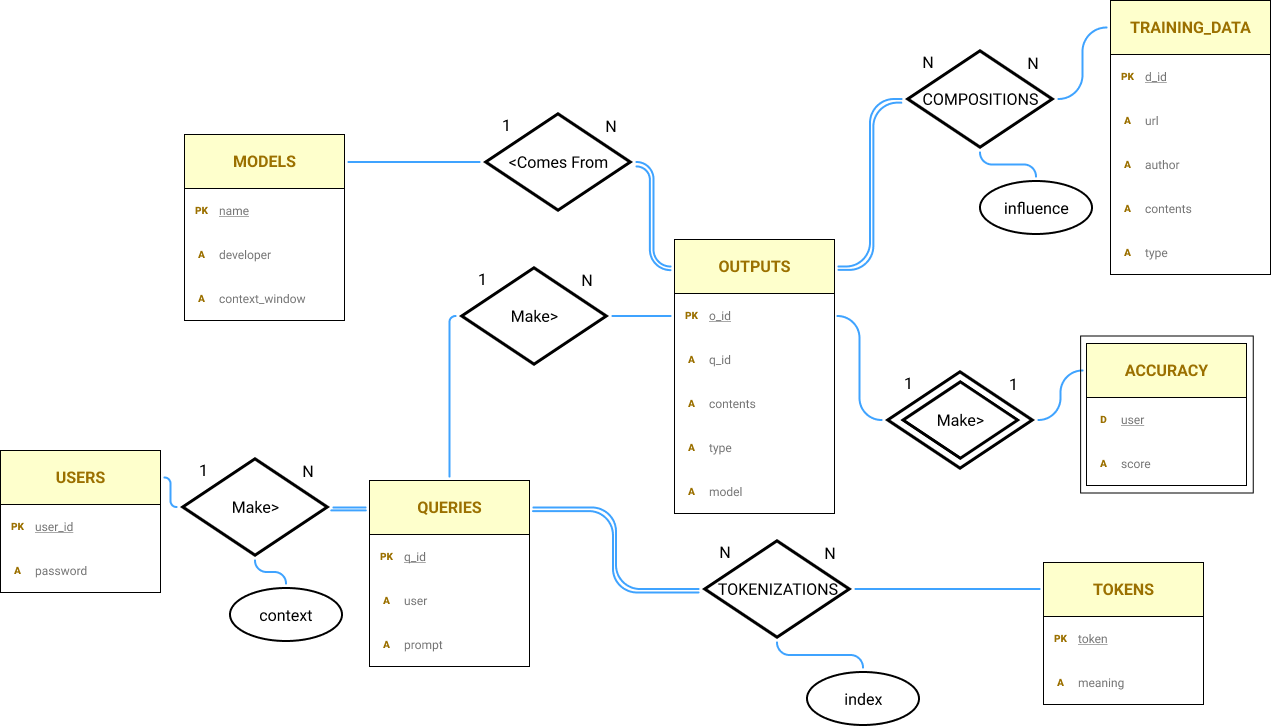 TRAINING_DATA
PK d_id
A url
A author
A contents
A type
N N
COMPOSITIONS
influence
1 N
<Comes From
MODELS
PK name
A developer
A context_window
OUTPUTS
PK o_id
A q_id
A contents
A type
A model
1 N
Make>
1 1
Make>
ACCURACY
D user
A score
USERS
PK user_id
A password
1 N
Make>
context
QUERIES
PK q_id
A user
A prompt
N N
TOKENIZATIONS
index
TOKENS
PK token
A meaning